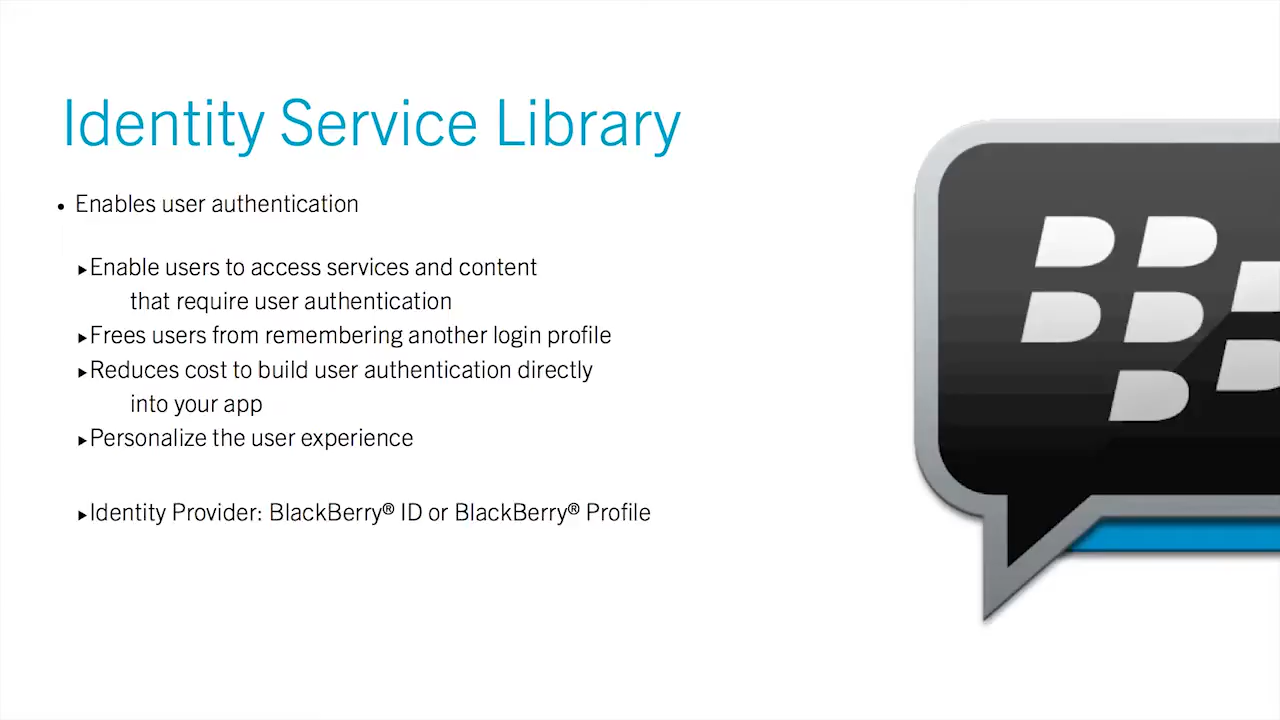 Identity Service Library
• Enables user authentication
▸Enable users to access services and content
that require user authentication
▸Frees users from remembering another login profile
▸Reduces cost to build user authentication directly
into your app
▸Personalize the user experience
▸Identity Provider: BlackBerry® ID or BlackBerry® Profile